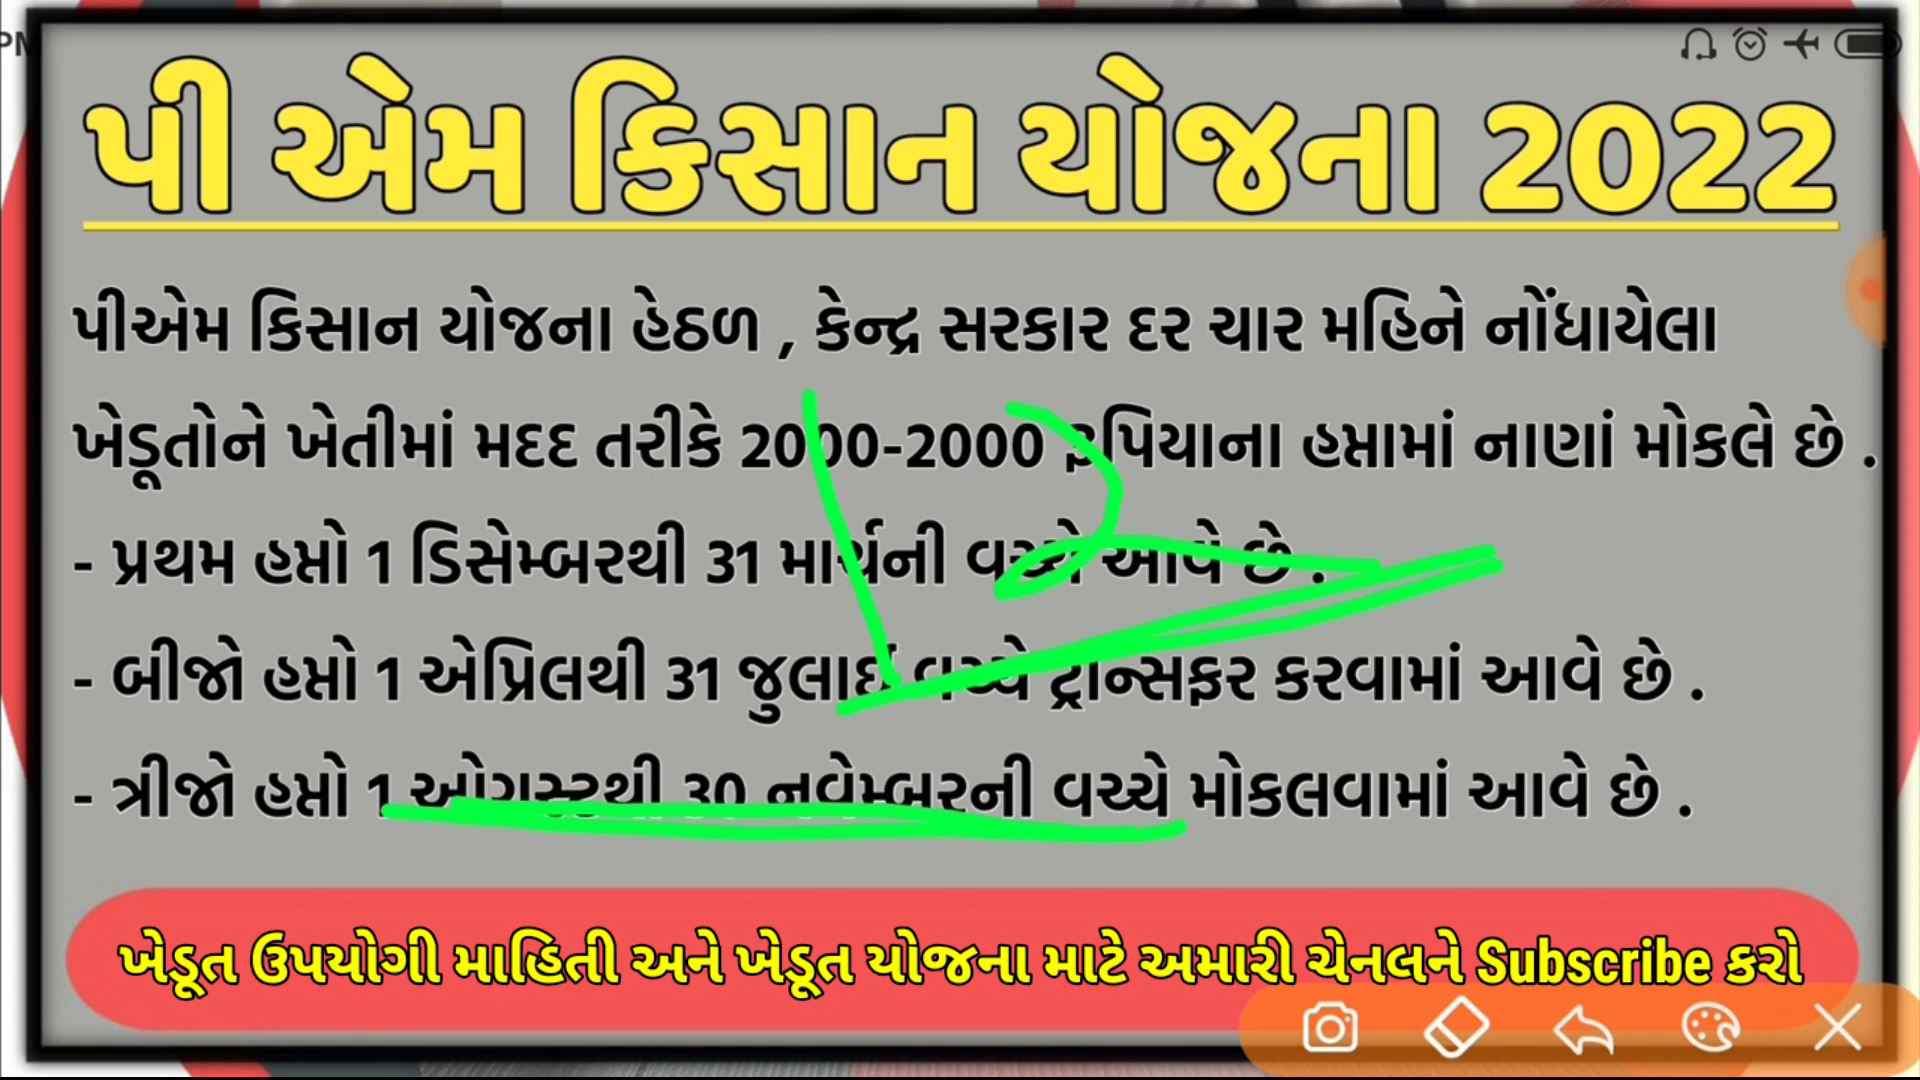 પી એમ કિસાન યોજના 2022
પીએમ કિસાન યોજના હેઠળ , કેન્દ્ર સરકાર દર ચાર મહિને નોંધાયેલા
ખેડૂતોને ખેતીમાં મદદ તરીકે 2000-2000 રૂપિયાના હપ્તામાં નાણાં મોકલે છે .
- પ્રથમ હપ્તો 1 ડિસેમ્બરથી 31 માર્ચની વચ્ચે આવે છે .
- બીજો હપ્તો 1 એપ્રિલથી 31 જુલાઈ વચ્ચે ટ્રાન્સફર કરવામાં આવે છે .
- ત્રીજો હપ્તો 1 ઓગસ્ટથી 30 નવેમ્બરની વચ્ચે મોકલવામાં આવે છે .
ખેડૂત ઉપયોગી માહિતી અને ખેડૂત યોજના માટે અમારી ચેનલને Subscribe કરો